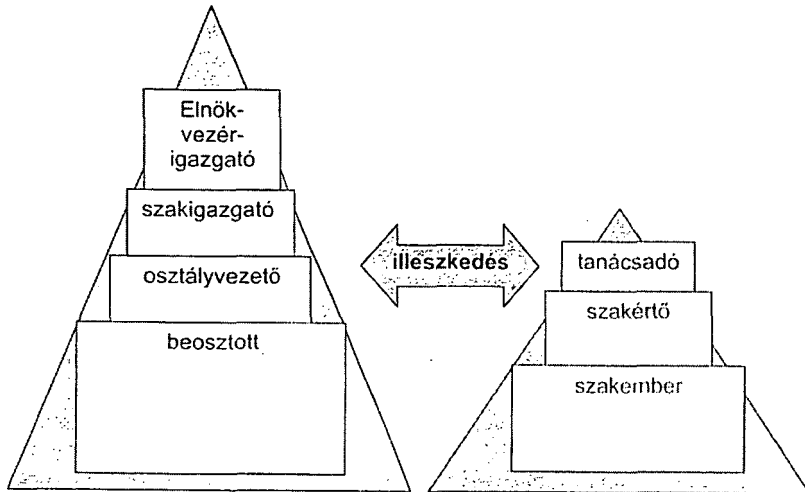 Elnök-
vezér-
igazgató
szakigazgató
osztályvezető
beosztott
illeszkedés
tanácsadó
szakértő
szakember